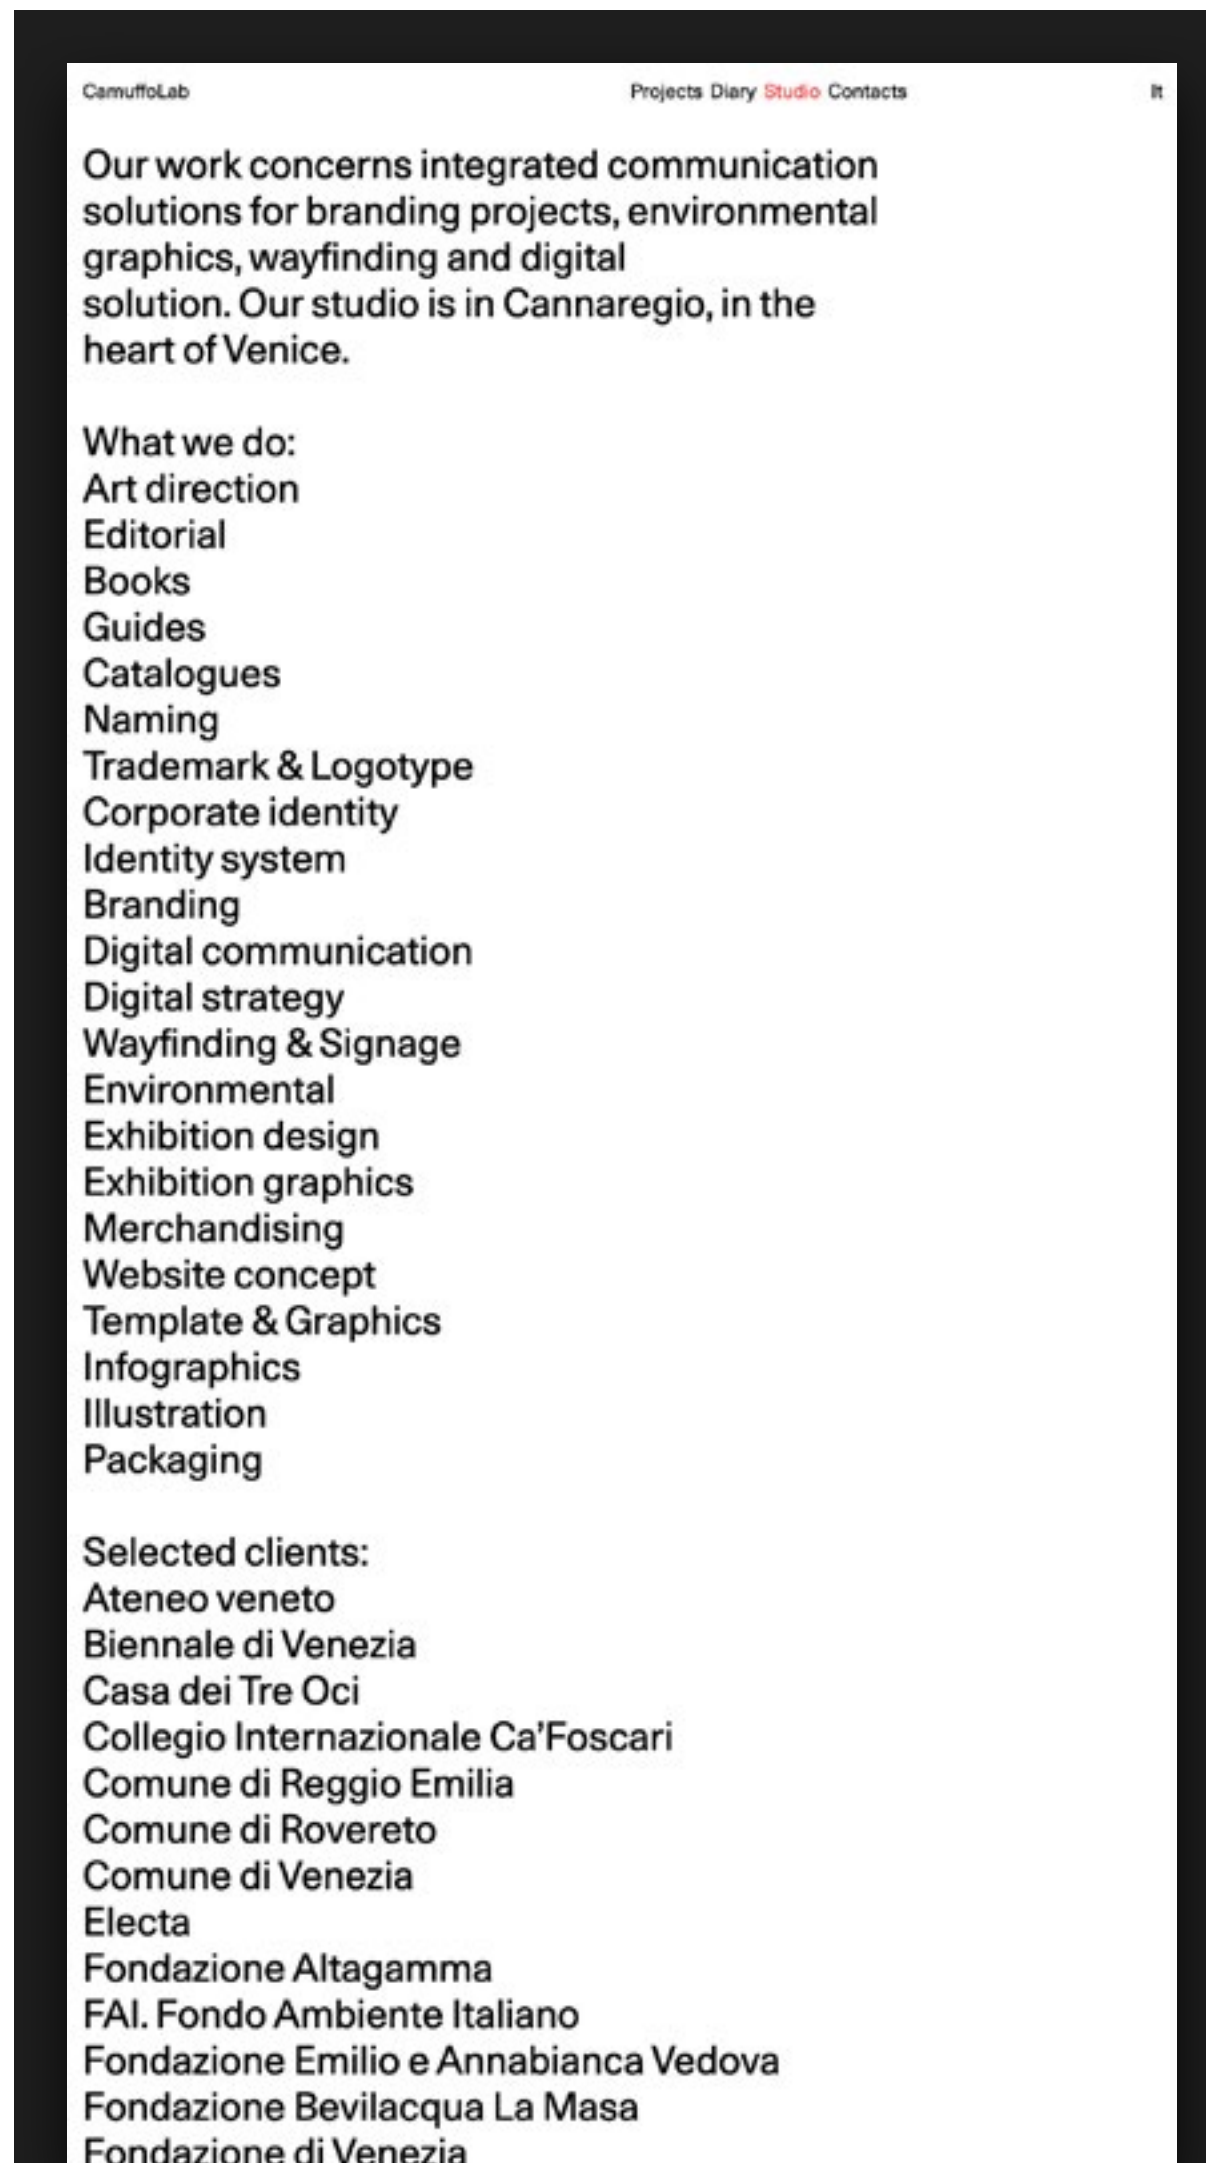 CamuffoLab Projects Diary Studio Contacts It
Our work concerns integrated communication
solutions for branding projects, environmental
graphics, wayfinding and digital
solution. Our studio is in Cannaregio, in the
heart of Venice.
What we do:
Art direction
Editorial
Books
Guides
Catalogues
Naming
Trademark & Logotype
Corporate identity
Identity system
Branding
Digital communication
Digital strategy
Wayfinding & Signage
Environmental
Exhibition design
Exhibition graphics
Merchandising
Website concept
Template & Graphics
Infographics
Illustration
Packaging
Selected clients:
Ateneo veneto
Biennale di Venezia
Casa dei Tre Oci
Collegio Internazionale Ca’Foscari
Comune di Reggio Emilia
Comune di Rovereto
Comune di Venezia
Electa
Fondazione Altagamma
FAI. Fondo Ambiente Italiano
Fondazione Emilio e Annabianca Vedova
Fondazione Bevilacqua La Masa
Fondazione di Venezia